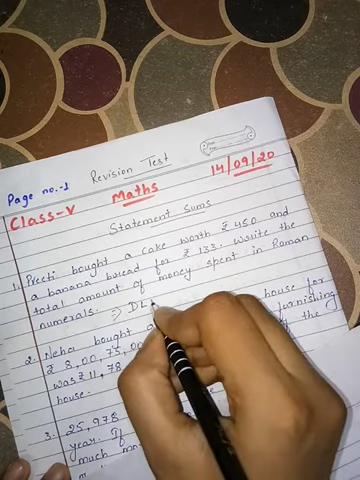 Revision Test
Page no.-1
Maths
14/09/20
Class-V
Statement Sums
1. Preeti bought a cake worth ₹ 450 and
a banana bread for ₹ 133. Write the
total amount of money spent in Roman
numerals. ⇒ DL
2. Neha bought a house for
₹ 8,00,75,00 furnishing
was ₹ 11,78 the
house.
3. 25,978
year. If
much